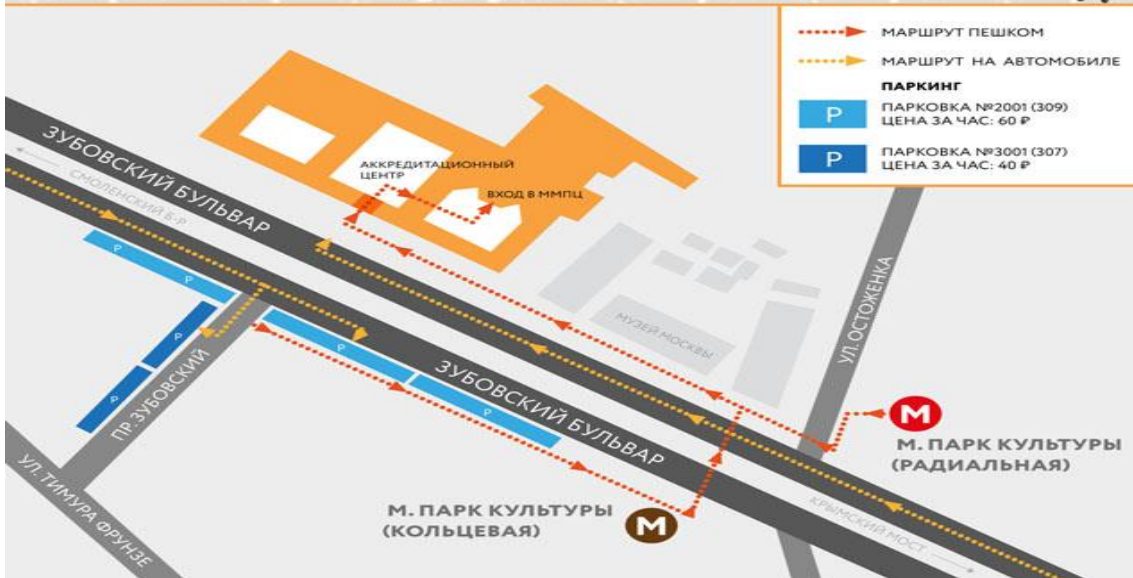 МАРШРУТ ПЕШКОМ
МАРШРУТ НА АВТОМОБИЛЕ
ПАРКИНГ
P
ПАРКОВКА №2001 (309)
ЦЕНА ЗА ЧАС: 60 ₽
P
ПАРКОВКА №3001 (307)
ЦЕНА ЗА ЧАС: 40 ₽
ЗУБОВСКИЙ БУЛЬВАР
СМОЛЕНСКИЙ Б-Р
АККРЕДИТАЦИОННЫЙ
ЦЕНТР
ВХОД В ММПЦ
P
P
P
P
ПР. ЗУБОВСКИЙ
P
P
ЗУБОВСКИЙ БУЛЬВАР
МУЗЕЙ МОСКВЫ
УЛ. ОСТОЖЕНКА
М
М. ПАРК КУЛЬТУРЫ
(РАДИАЛЬНАЯ)
УЛ. ТИМУРА ФРУНЗЕ
М. ПАРК КУЛЬТУРЫ
(КОЛЬЦЕВАЯ)
М
КРЫМСКИЙ МОСТ